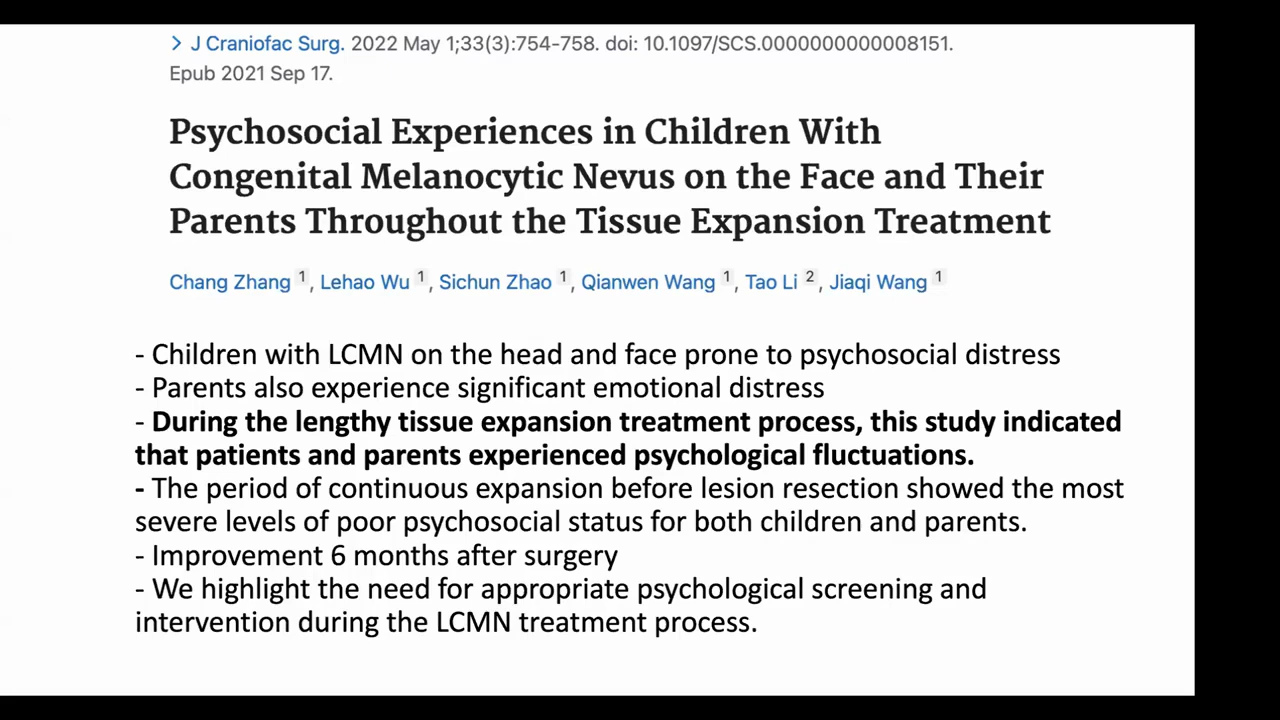 > J Craniofac Surg. 2022 May 1;33(3):754-758. doi: 10.1097/SCS.0000000000008151.
Epub 2021 Sep 17.
Psychosocial Experiences in Children With
Congenital Melanocytic Nevus on the Face and Their
Parents Throughout the Tissue Expansion Treatment
Chang Zhang 1, Lehao Wu 1, Sichun Zhao 1, Qianwen Wang 1, Tao Li 2, Jiaqi Wang 1
- Children with LCMN on the head and face prone to psychosocial distress
- Parents also experience significant emotional distress
- During the lengthy tissue expansion treatment process, this study indicated
that patients and parents experienced psychological fluctuations.
- The period of continuous expansion before lesion resection showed the most
severe levels of poor psychosocial status for both children and parents.
- Improvement 6 months after surgery
- We highlight the need for appropriate psychological screening and
intervention during the LCMN treatment process.